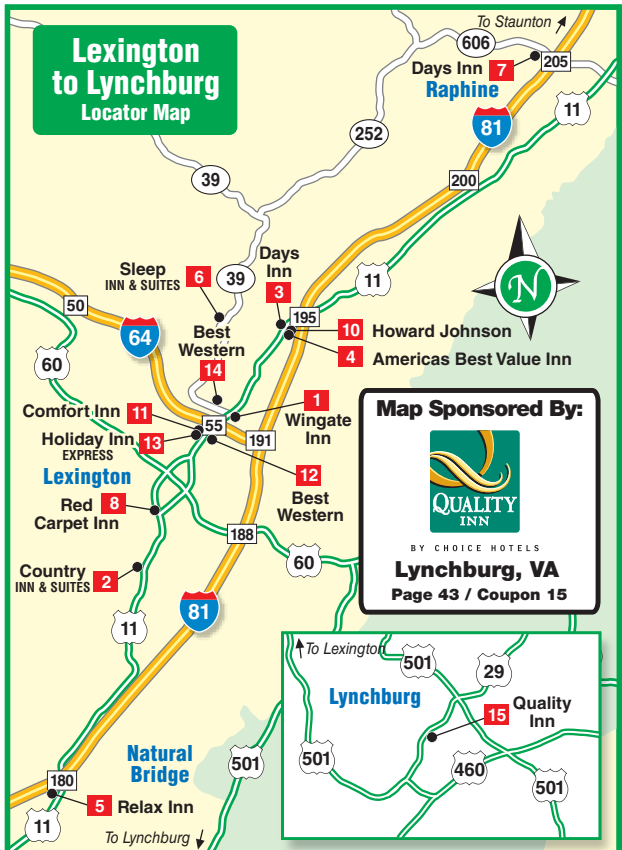 Lexington
to Lynchburg
Locator Map
To Staunton
606
Days Inn 7
205
Raphine
11
81
252
200
39
Days
Inn
Sleep
INN & SUITES
6
39
3
11
N
50
195
64
10 Howard Johnson
Best
Western
4 Americas Best Value Inn
60
14
Comfort Inn 11
55
1
Wingate
Inn
Holiday Inn 13
EXPRESS
191
Lexington
12
Best
Western
Red
Carpet Inn
8
188
60
Country
INN & SUITES
2
81
11
Map Sponsored By:
QUALITY
INN
BY CHOICE HOTELS
Lynchburg, VA
Page 43 / Coupon 15
To Lexington
501
29
Lynchburg
15
Quality
Inn
501
460
501
Natural
Bridge
501
180
5 Relax Inn
11
To Lynchburg